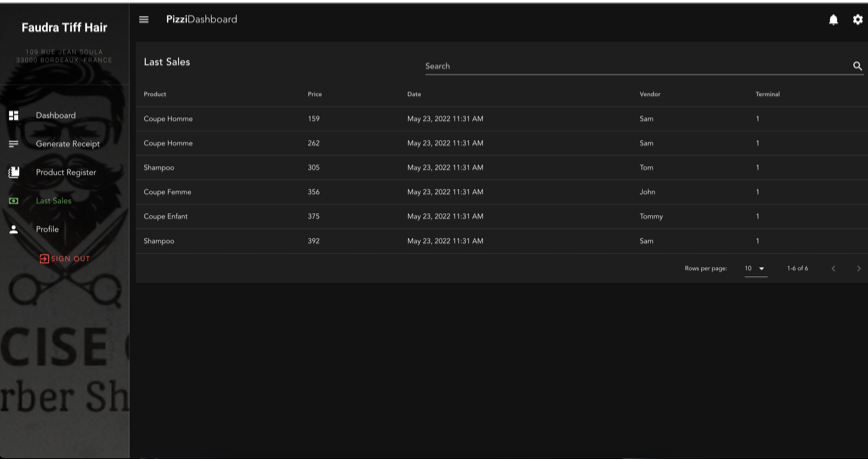 Faudra Tiff Hair
109 RUE JEAN SOULA
33000 BORDEAUX, FRANCE
Dashboard
Generate Receipt
Product Register
Last Sales
Profile
SIGN OUT
CISE
rber Sh
PizziDashboard
Last Sales
Search
Product Price Date Vendor Terminal
Coupe Homme 159 May 23, 2022 11:31 AM Sam 1
Coupe Homme 262 May 23, 2022 11:31 AM Sam 1
Shampoo 305 May 23, 2022 11:31 AM Tom 1
Coupe Femme 356 May 23, 2022 11:31 AM John 1
Coupe Enfant 375 May 23, 2022 11:31 AM Tommy 1
Shampoo 392 May 23, 2022 11:31 AM Sam 1
Rows per page: 10 1-6 of 6